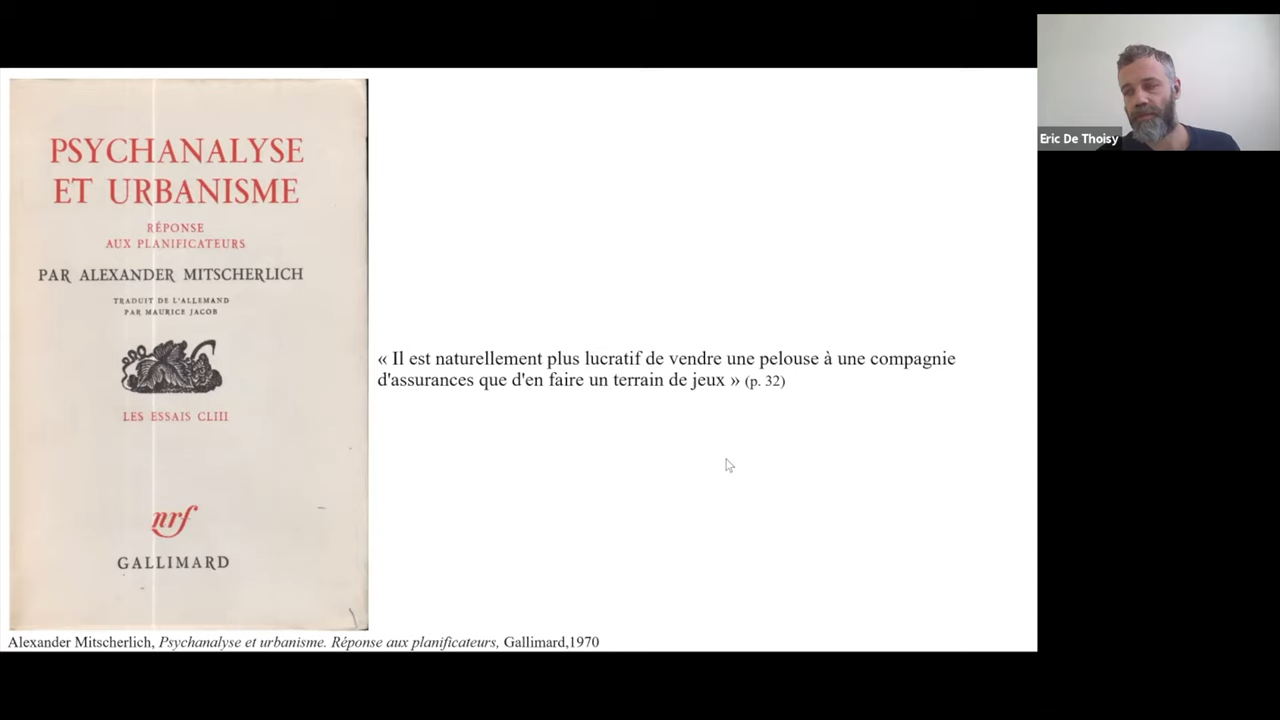 PSYCHANALYSE
ET URBANISME
RÉPONSE
AUX PLANIFICATEURS
PAR ALEXANDER MITSCHERLICH
TRADUIT DE L'ALLEMAND
PAR MAURICE JACOB
LES ESSAIS CLIII
nrf
GALLIMARD
« Il est naturellement plus lucratif de vendre une pelouse à une compagnie
d'assurances que d'en faire un terrain de jeux » (p. 32)
Alexander Mitscherlich, Psychanalyse et urbanisme. Réponse aux planificateurs, Gallimard,1970
Eric De Thoisy